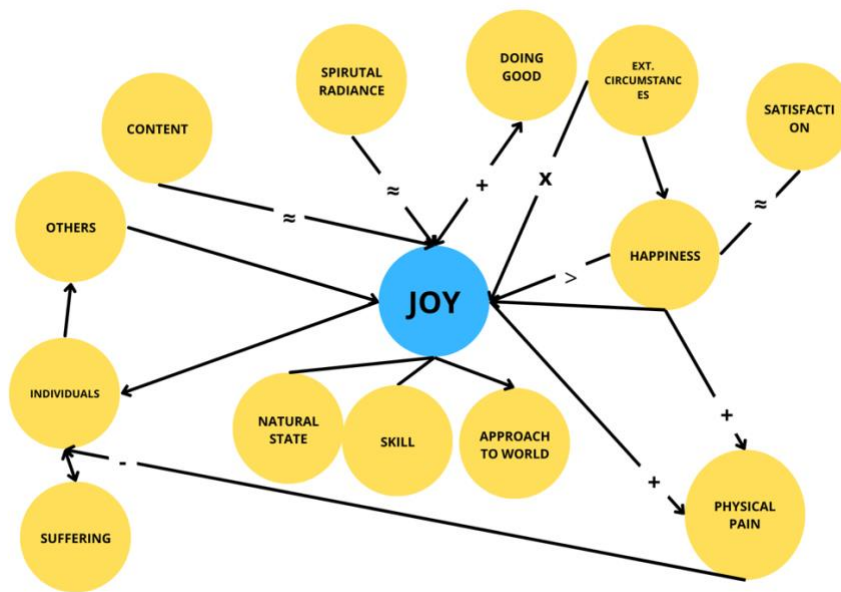 SPIRUTAL
RADIANCE
DOING
GOOD
EXT.
CIRCUMSTANC
ES
SATISFACTI
ON
CONTENT
OTHERS
≈
≈
+
X
≈
HAPPINESS
>
JOY
INDIVIDUALS
NATURAL
STATE
SKILL
APPROACH
TO WORLD
+
-
+
PHYSICAL
PAIN
SUFFERING